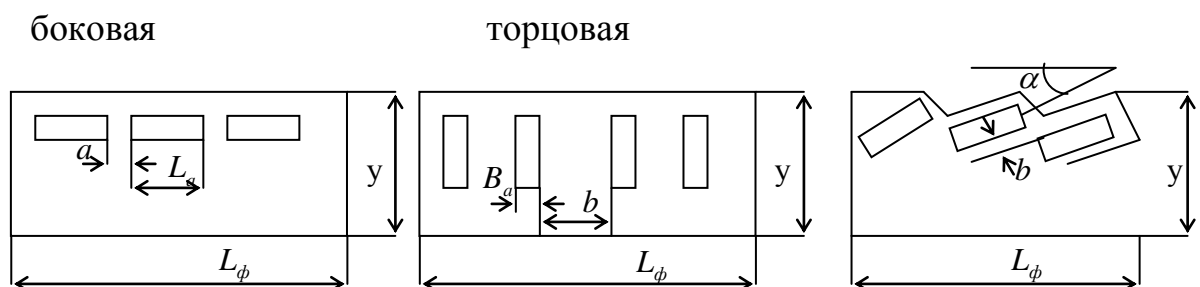 боковая торцовая
a L_a у L_ф
B_a b у L_ф
α b у L_ф